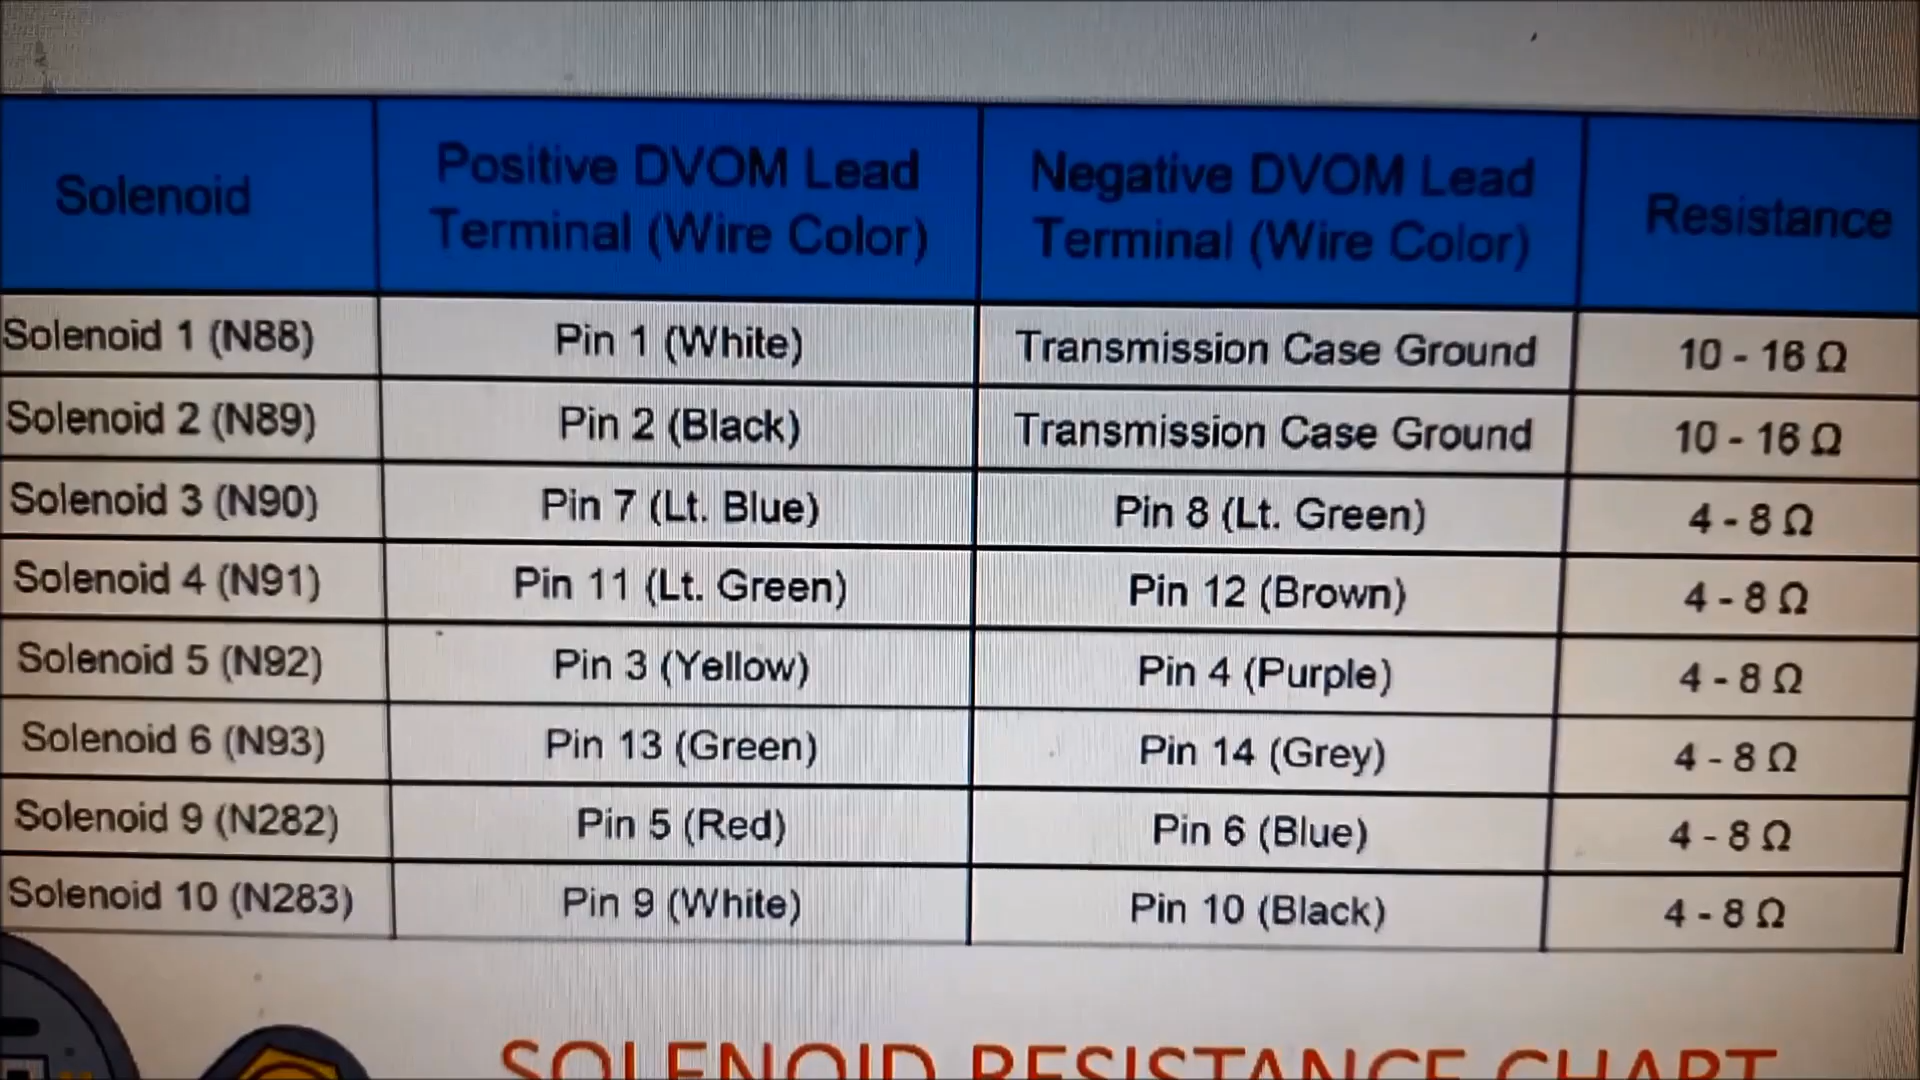 Solenoid
Positive DVOM Lead
Terminal (Wire Color)
Negative DVOM Lead
Terminal (Wire Color)
Resistance
Solenoid 1 (N88) Pin 1 (White) Transmission Case Ground 10 - 16 Ω
Solenoid 2 (N89) Pin 2 (Black) Transmission Case Ground 10 - 16 Ω
Solenoid 3 (N90) Pin 7 (Lt. Blue) Pin 8 (Lt. Green) 4 - 8 Ω
Solenoid 4 (N91) Pin 11 (Lt. Green) Pin 12 (Brown) 4 - 8 Ω
Solenoid 5 (N92) Pin 3 (Yellow) Pin 4 (Purple) 4 - 8 Ω
Solenoid 6 (N93) Pin 13 (Green) Pin 14 (Grey) 4 - 8 Ω
Solenoid 9 (N282) Pin 5 (Red) Pin 6 (Blue) 4 - 8 Ω
Solenoid 10 (N283) Pin 9 (White) Pin 10 (Black) 4 - 8 Ω
SOLENOID RESISTANCE CHART